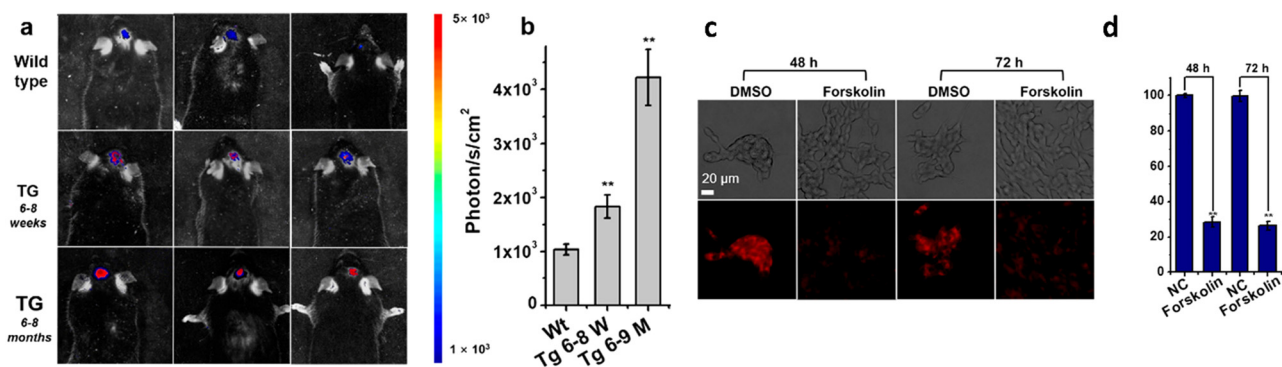 a
Wild
type
TG
6-8
weeks
TG
6-8
months
5× 10³
1 × 10³
b
Photon/s/cm²
5x10³
4x10³
3x10³
2x10³
1x10³
0
**
**
Wt
Tg 6-8 W
Tg 6-9 M
c
48 h
72 h
DMSO
Forskolin
DMSO
Forskolin
20 µm
d
48 h
72 h
100
80
60
40
20
0
**
**
NC
Forskolin
NC
Forskolin